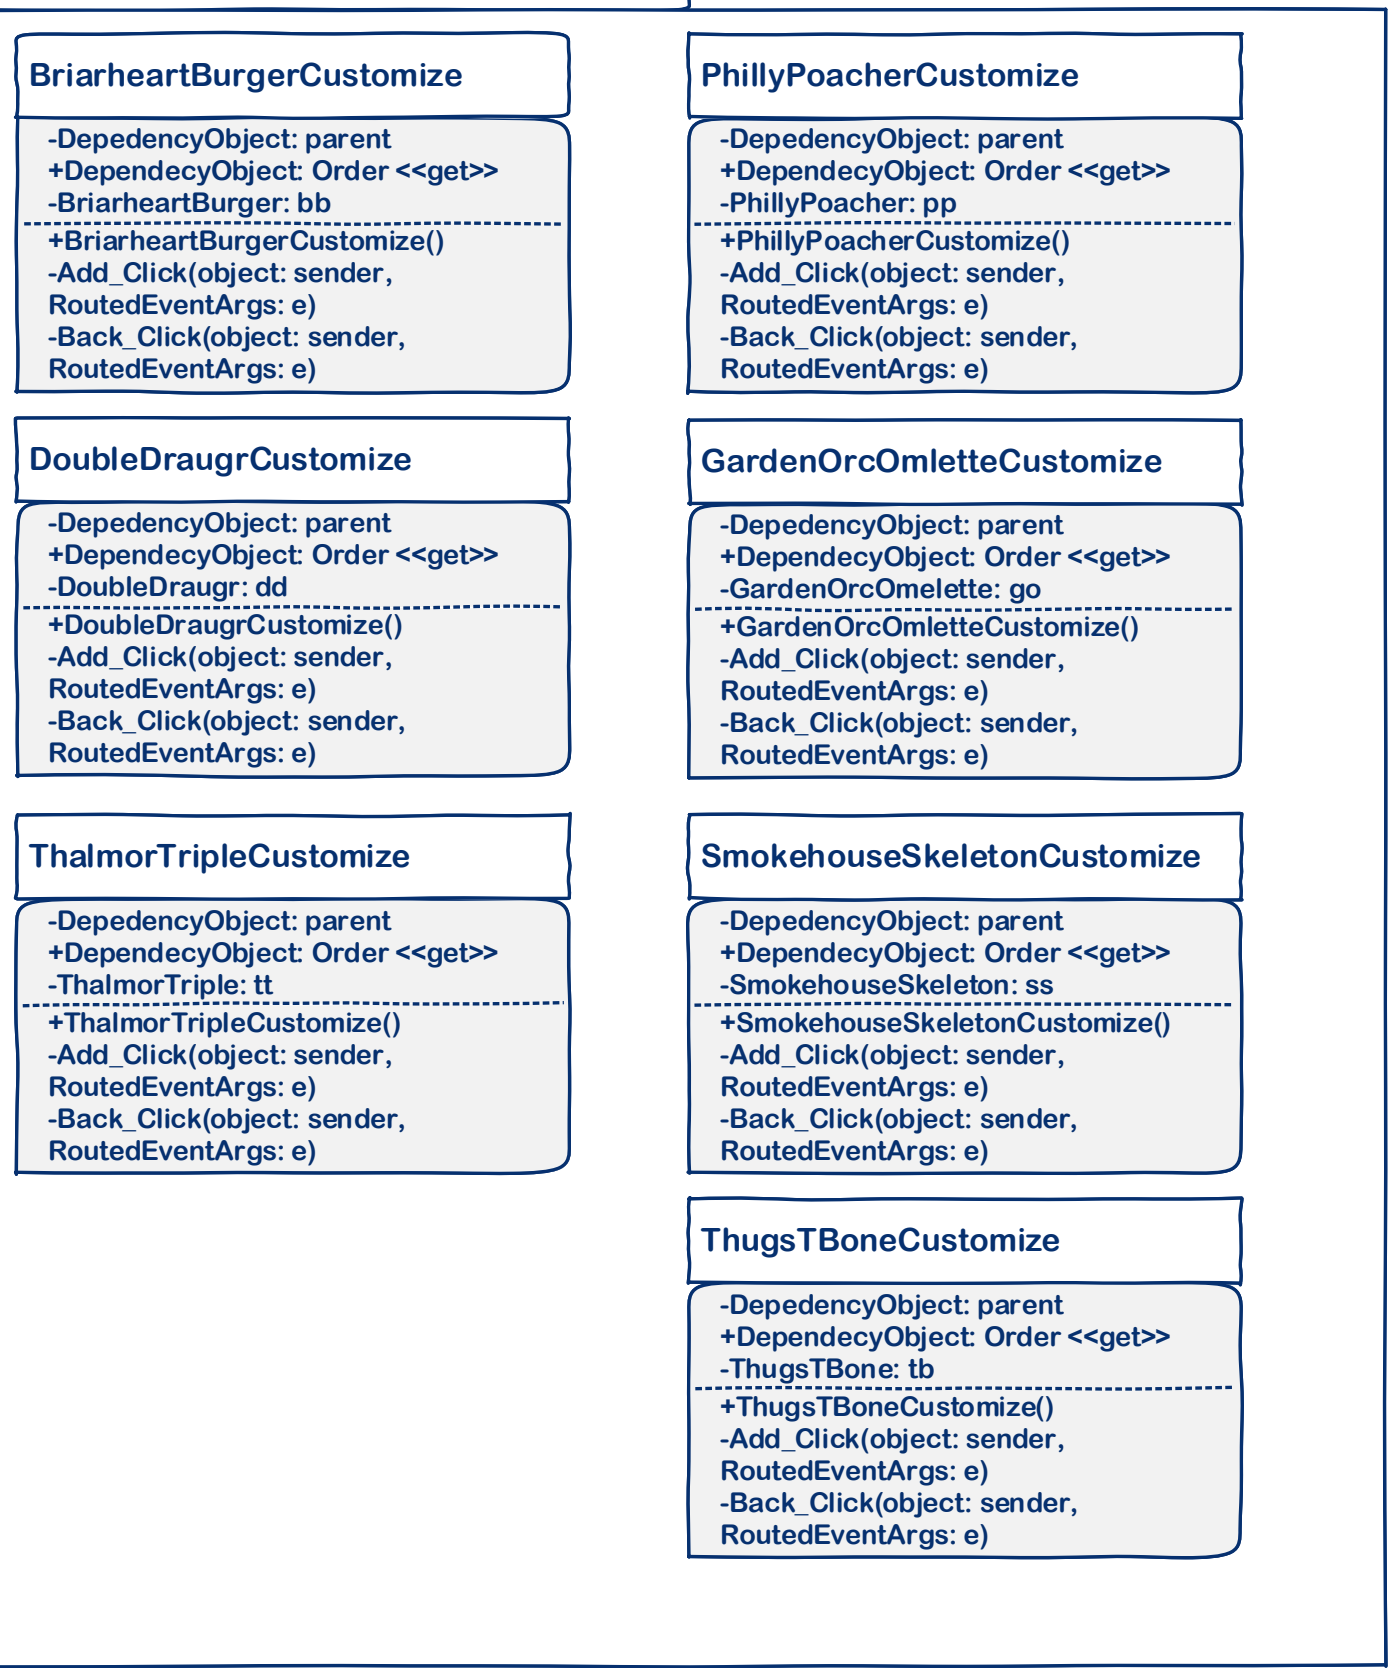 BriarheartBurgerCustomize
-DepedencyObject: parent
+DependecyObject: Order <<get>>
-BriarheartBurger: bb
+BriarheartBurgerCustomize()
-Add_Click(object: sender,
RoutedEventArgs: e)
-Back_Click(object: sender,
RoutedEventArgs: e)
PhillyPoacherCustomize
-DepedencyObject: parent
+DependecyObject: Order <<get>>
-PhillyPoacher: pp
+PhillyPoacherCustomize()
-Add_Click(object: sender,
RoutedEventArgs: e)
-Back_Click(object: sender,
RoutedEventArgs: e)
DoubleDraugrCustomize
-DepedencyObject: parent
+DependecyObject: Order <<get>>
-DoubleDraugr: dd
+DoubleDraugrCustomize()
-Add_Click(object: sender,
RoutedEventArgs: e)
-Back_Click(object: sender,
RoutedEventArgs: e)
GardenOrcOmletteCustomize
-DepedencyObject: parent
+DependecyObject: Order <<get>>
-GardenOrcOmelette: go
+GardenOrcOmletteCustomize()
-Add_Click(object: sender,
RoutedEventArgs: e)
-Back_Click(object: sender,
RoutedEventArgs: e)
ThalmorTripleCustomize
-DepedencyObject: parent
+DependecyObject: Order <<get>>
-ThalmorTriple: tt
+ThalmorTripleCustomize()
-Add_Click(object: sender,
RoutedEventArgs: e)
-Back_Click(object: sender,
RoutedEventArgs: e)
SmokehouseSkeletonCustomize
-DepedencyObject: parent
+DependecyObject: Order <<get>>
-SmokehouseSkeleton: ss
+SmokehouseSkeletonCustomize()
-Add_Click(object: sender,
RoutedEventArgs: e)
-Back_Click(object: sender,
RoutedEventArgs: e)
ThugsTBoneCustomize
-DepedencyObject: parent
+DependecyObject: Order <<get>>
-ThugsTBone: tb
+ThugsTBoneCustomize()
-Add_Click(object: sender,
RoutedEventArgs: e)
-Back_Click(object: sender,
RoutedEventArgs: e)